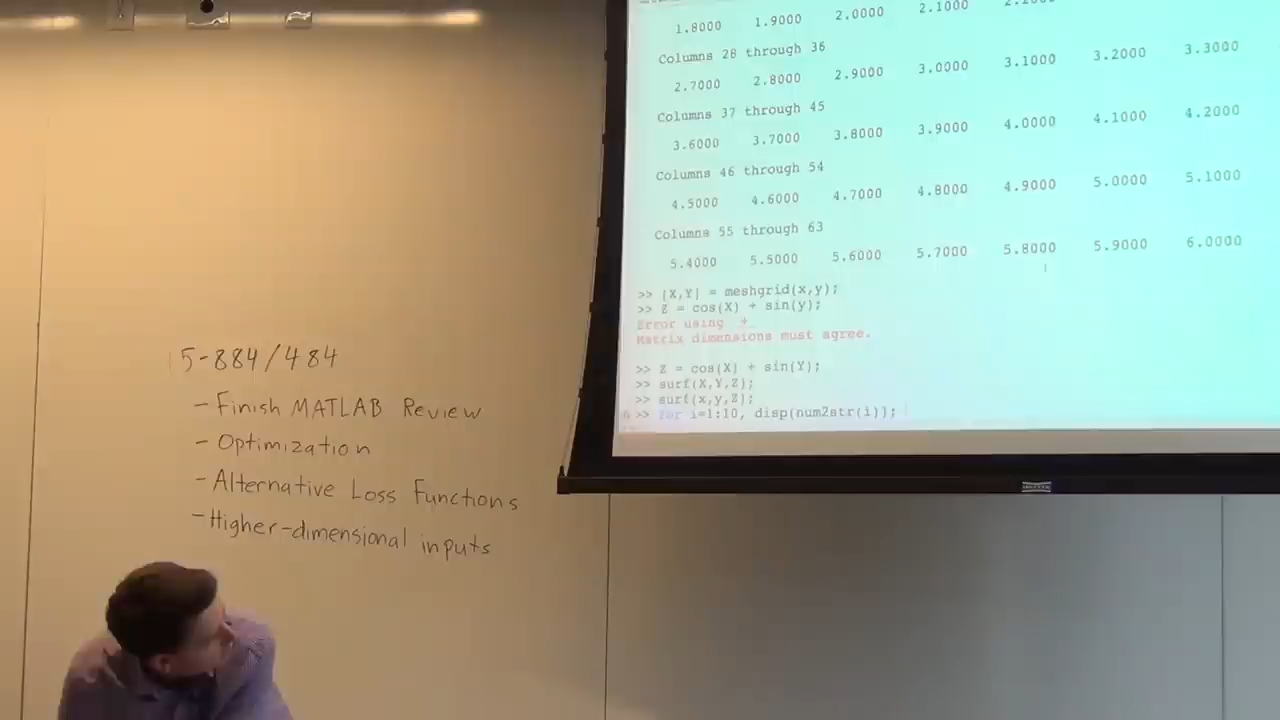 1.8000 1.9000 2.0000 2.1000
Columns 28 through 36
2.7000 2.8000 2.9000 3.0000 3.1000 3.2000 3.3000
Columns 37 through 45
3.6000 3.7000 3.8000 3.9000 4.0000 4.1000 4.2000
Columns 46 through 54
4.5000 4.6000 4.7000 4.8000 4.9000 5.0000 5.1000
Columns 55 through 63
5.4000 5.5000 5.6000 5.7000 5.8000 5.9000 6.0000
>> [X,Y] = meshgrid(x,y);
>> Z = cos(X) + sin(y);
Error using +
Matrix dimensions must agree.
>> Z = cos(X) + sin(Y);
>> surf(X,Y,Z);
>> surf(x,y,Z);
>> for i=1:10, disp(num2str(i));
15-884/484
- Finish MATLAB Review
- Optimization
- Alternative Loss Functions
- Higher-dimensional inputs